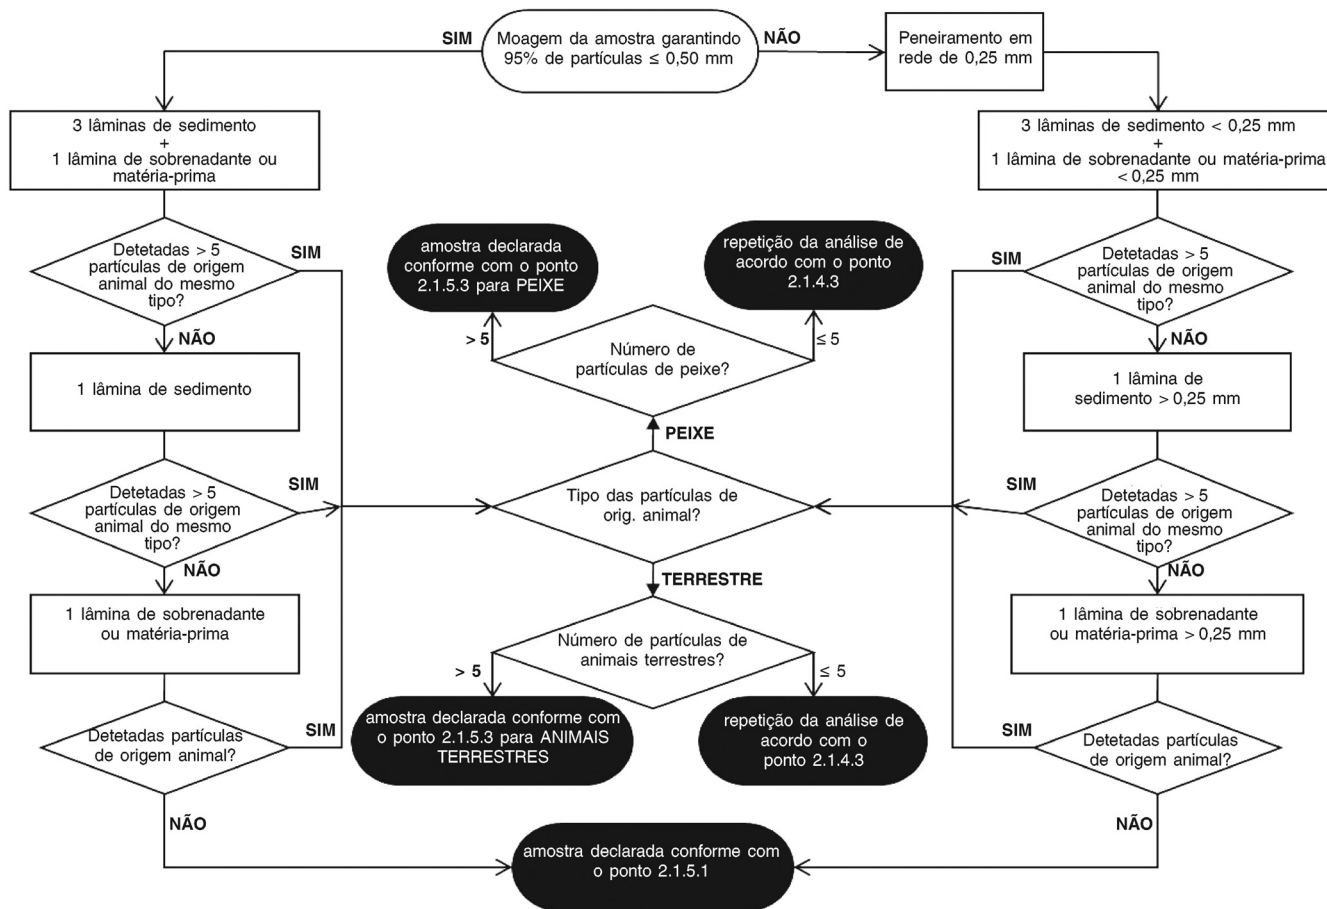 SIM
Moagem da amostra garantindo
95% de partículas ≤ 0,50 mm
NÃO
Peneiramento em
rede de 0,25 mm
3 lâminas de sedimento
+
1 lâmina de sobrenadante ou
matéria-prima
3 lâminas de sedimento < 0,25 mm
+
1 lâmina de sobrenadante ou matéria-prima
< 0,25 mm
Detetadas > 5
partículas de origem
animal do mesmo
tipo?
SIM
NÃO
1 lâmina de sedimento
Detetadas > 5
partículas de origem
animal do mesmo
tipo?
SIM
NÃO
1 lâmina de sobrenadante
ou matéria-prima
Detetadas partículas
de origem animal?
SIM
NÃO
amostra declarada
conforme com o ponto
2.1.5.3 para PEIXE
repetição da análise de
acordo com o ponto
2.1.4.3
> 5
≤ 5
Número de
partículas de peixe?
PEIXE
Tipo das partículas de
orig. animal?
TERRESTRE
Número de partículas de
animais terrestres?
> 5
≤ 5
amostra declarada conforme com
o ponto 2.1.5.3 para ANIMAIS
TERRESTRES
repetição da análise de
acordo com o
ponto 2.1.4.3
SIM
Detetadas > 5
partículas de origem
animal do mesmo
tipo?
NÃO
1 lâmina de
sedimento > 0,25 mm
SIM
Detetadas > 5
partículas de origem
animal do mesmo
tipo?
NÃO
1 lâmina de sobrenadante
ou matéria-prima > 0,25 mm
SIM
Detetadas partículas
de origem animal?
NÃO
amostra declarada conforme com
o ponto 2.1.5.1